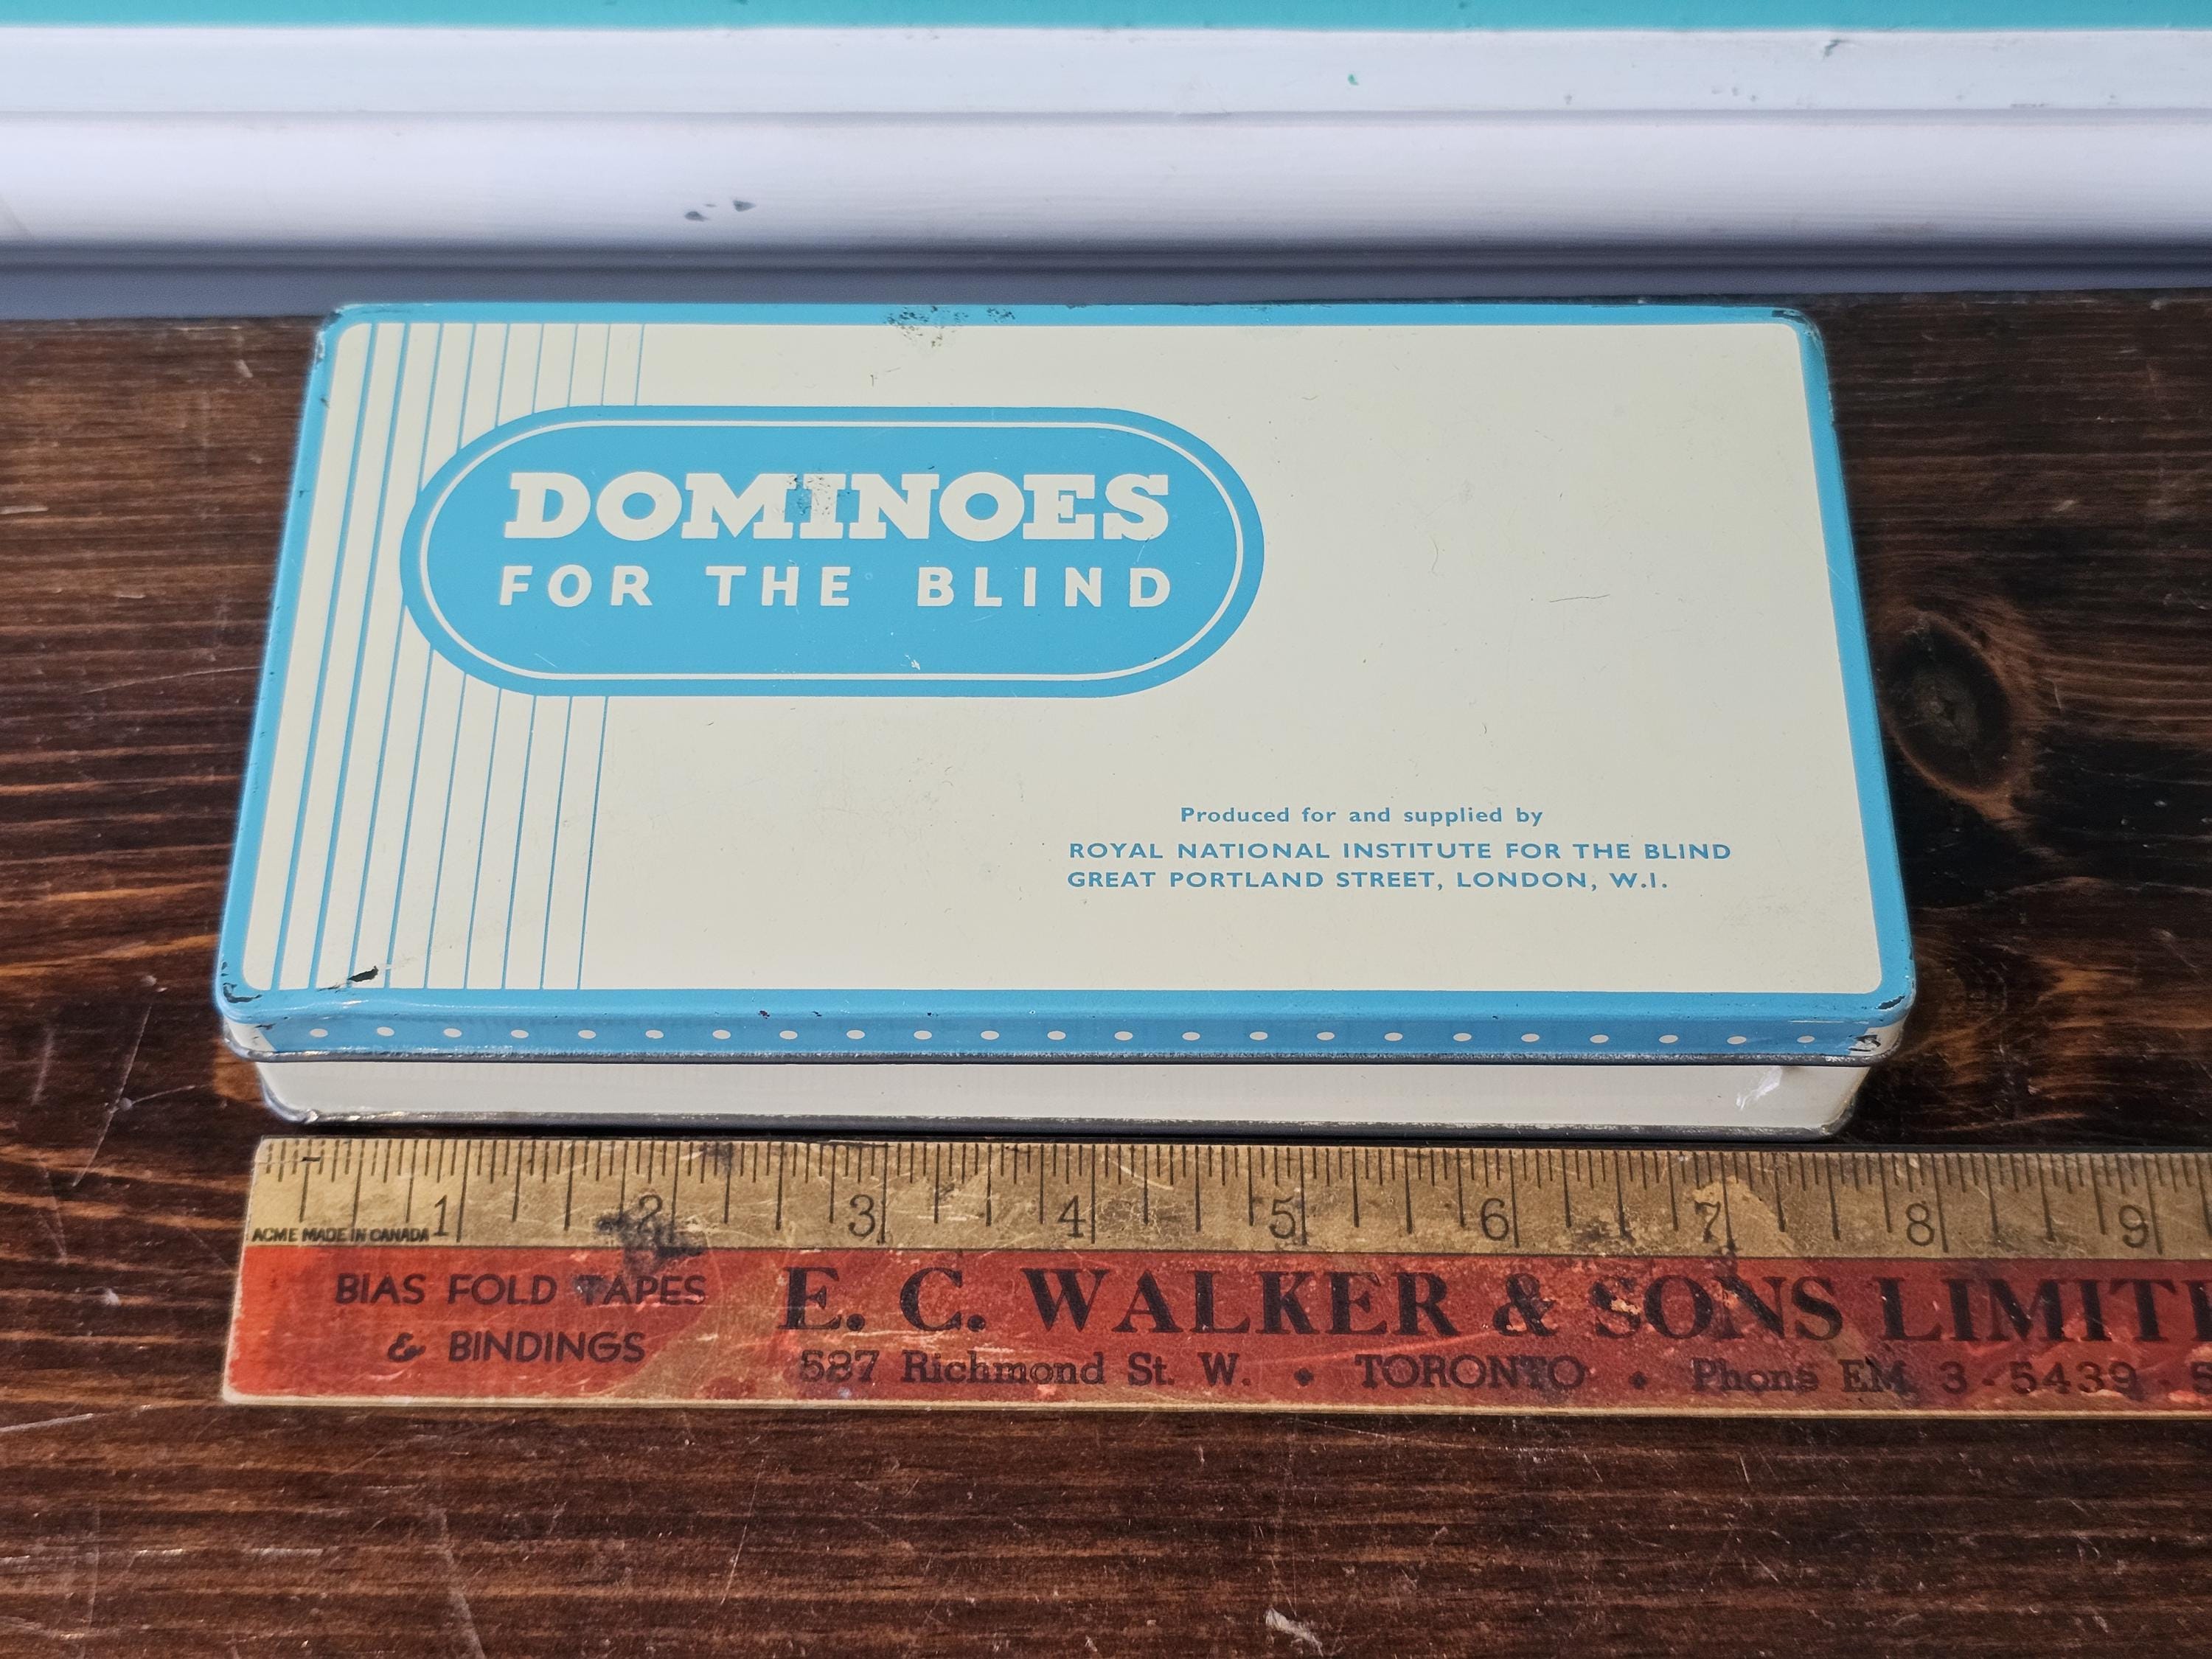 DOMINOES
FOR THE BLIND
Produced for and supplied by
ROYAL NATIONAL INSTITUTE FOR THE BLIND
GREAT PORTLAND STREET, LONDON, W.I.
1 2 3 4 5 6 7 8 9
ACME MADE IN CANADA
BIAS FOLD TAPES
& BINDINGS
E. C. WALKER & SONS LIMIT
587 Richmond St. W. • TORONTO • Phone EM. 3-5439